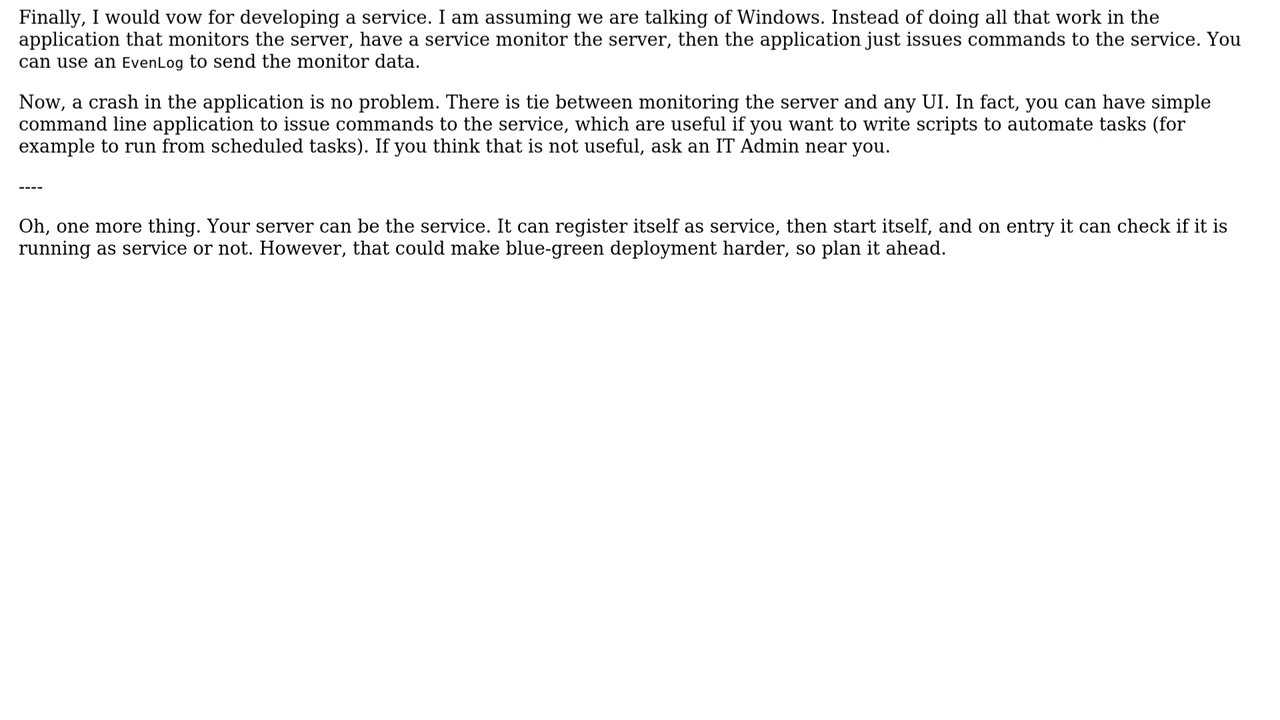 Finally, I would vow for developing a service. I am assuming we are talking of Windows. Instead of doing all that work in the
application that monitors the server, have a service monitor the server, then the application just issues commands to the service. You
can use an EvenLog to send the monitor data.
Now, a crash in the application is no problem. There is tie between monitoring the server and any UI. In fact, you can have simple
command line application to issue commands to the service, which are useful if you want to write scripts to automate tasks (for
example to run from scheduled tasks). If you think that is not useful, ask an IT Admin near you.
----
Oh, one more thing. Your server can be the service. It can register itself as service, then start itself, and on entry it can check if it is
running as service or not. However, that could make blue-green deployment harder, so plan it ahead.